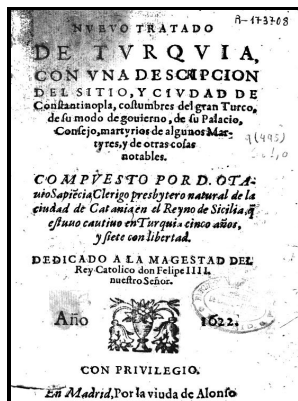 A-173708
NVEVO TRATADO
DE TVRQVIA,
CON VNA DESCRIPCION
DEL SITIO, Y CIVDAD DE
Constantinopla, costumbres del gran Turco,
de su modo de gouierno, de su Palacio,
Consejo, martyrios de algunos Mar-
tyres, y de otras cosas
notables.
COMPVESTO POR D. OTA-
uio Sapiẽcia, Clerigo presbytero natural de la
ciudad de Catania en el Reyno de Sicilia, q̃
estuuo cautiuo en Turquia cinco años,
y siete con libertad.
DEDICADO A LA MAGESTAD DEL
Rey Catolico don Felipe IIII.
nuestro Señor.
Año 1622.
CON PRIVILEGIO.
En Madrid, Por la viuda de Alonso